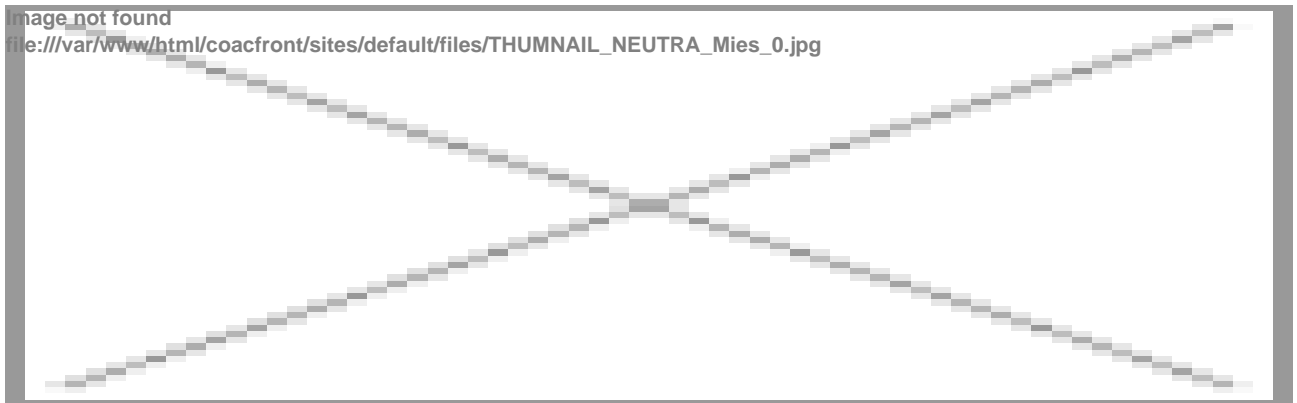 Image not found
file:///var/www/html/coacfront/sites/default/files/THUMNAIL_NEUTRA_Mies_0.jpg